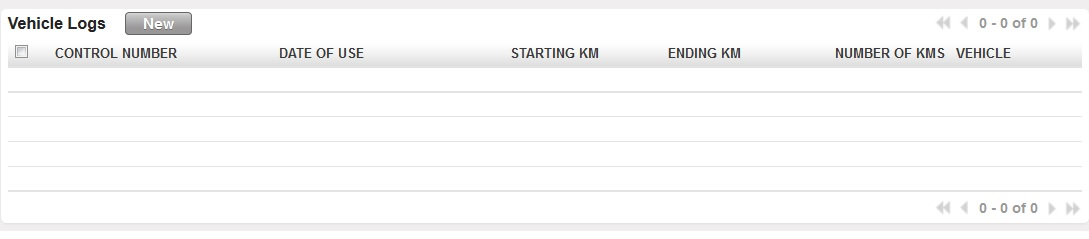 Vehicle Logs New 0 - 0 of 0
CONTROL NUMBER DATE OF USE STARTING KM ENDING KM NUMBER OF KMS VEHICLE
0 - 0 of 0